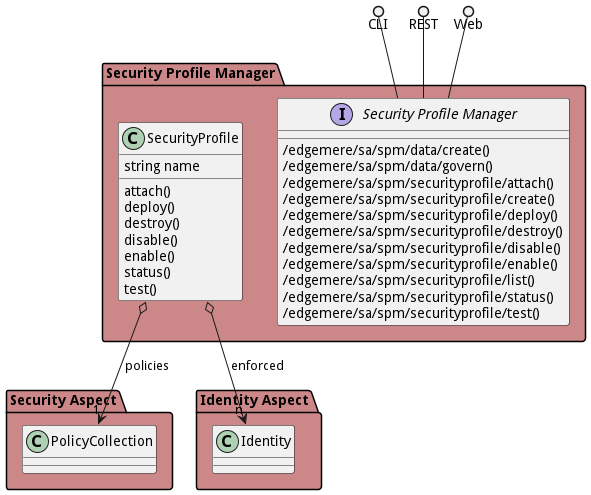 CLI
REST
Web
Security Profile Manager
C SecurityProfile
string name
attach()
deploy()
destroy()
disable()
enable()
status()
test()
I Security Profile Manager
/edgemere/sa/spm/data/create()
/edgemere/sa/spm/data/govern()
/edgemere/sa/spm/securityprofile/attach()
/edgemere/sa/spm/securityprofile/create()
/edgemere/sa/spm/securityprofile/deploy()
/edgemere/sa/spm/securityprofile/destroy()
/edgemere/sa/spm/securityprofile/disable()
/edgemere/sa/spm/securityprofile/enable()
/edgemere/sa/spm/securityprofile/list()
/edgemere/sa/spm/securityprofile/status()
/edgemere/sa/spm/securityprofile/test()
policies
enforced
Security Aspect
1
C PolicyCollection
Identity Aspect
n
C Identity